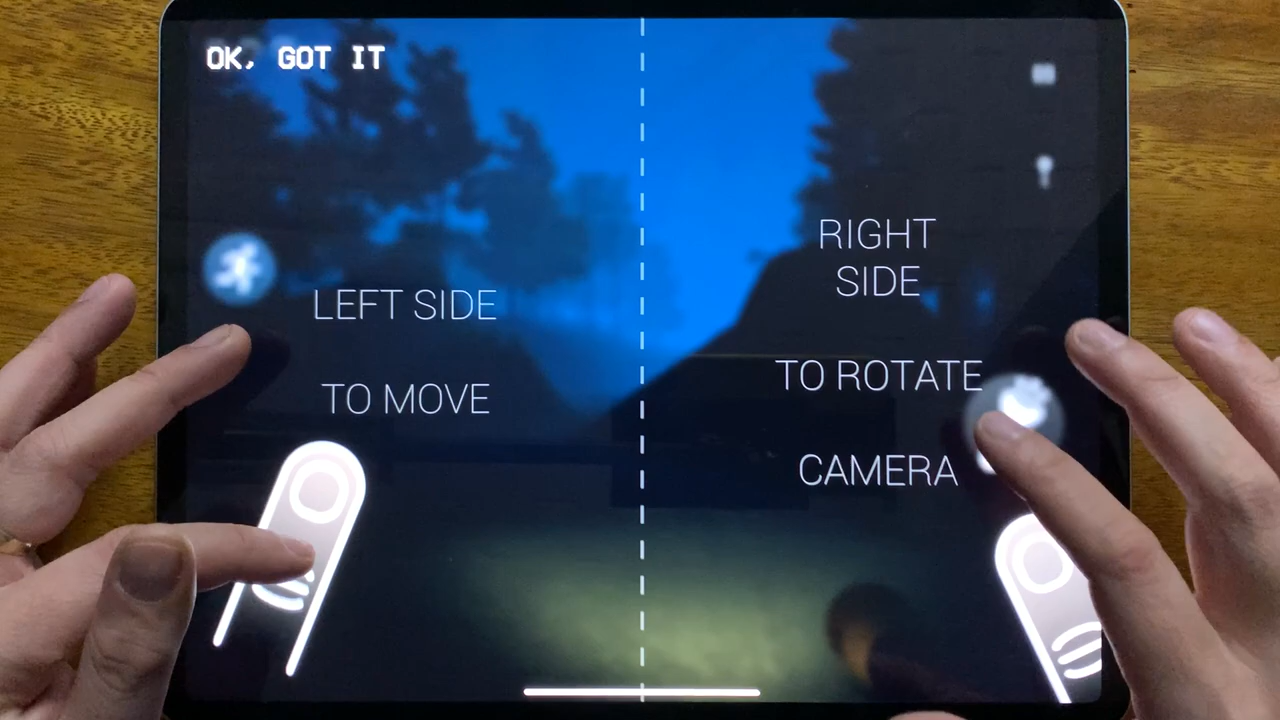 OK, GOT IT
LEFT SIDE
TO MOVE
RIGHT
SIDE
TO ROTATE
CAMERA